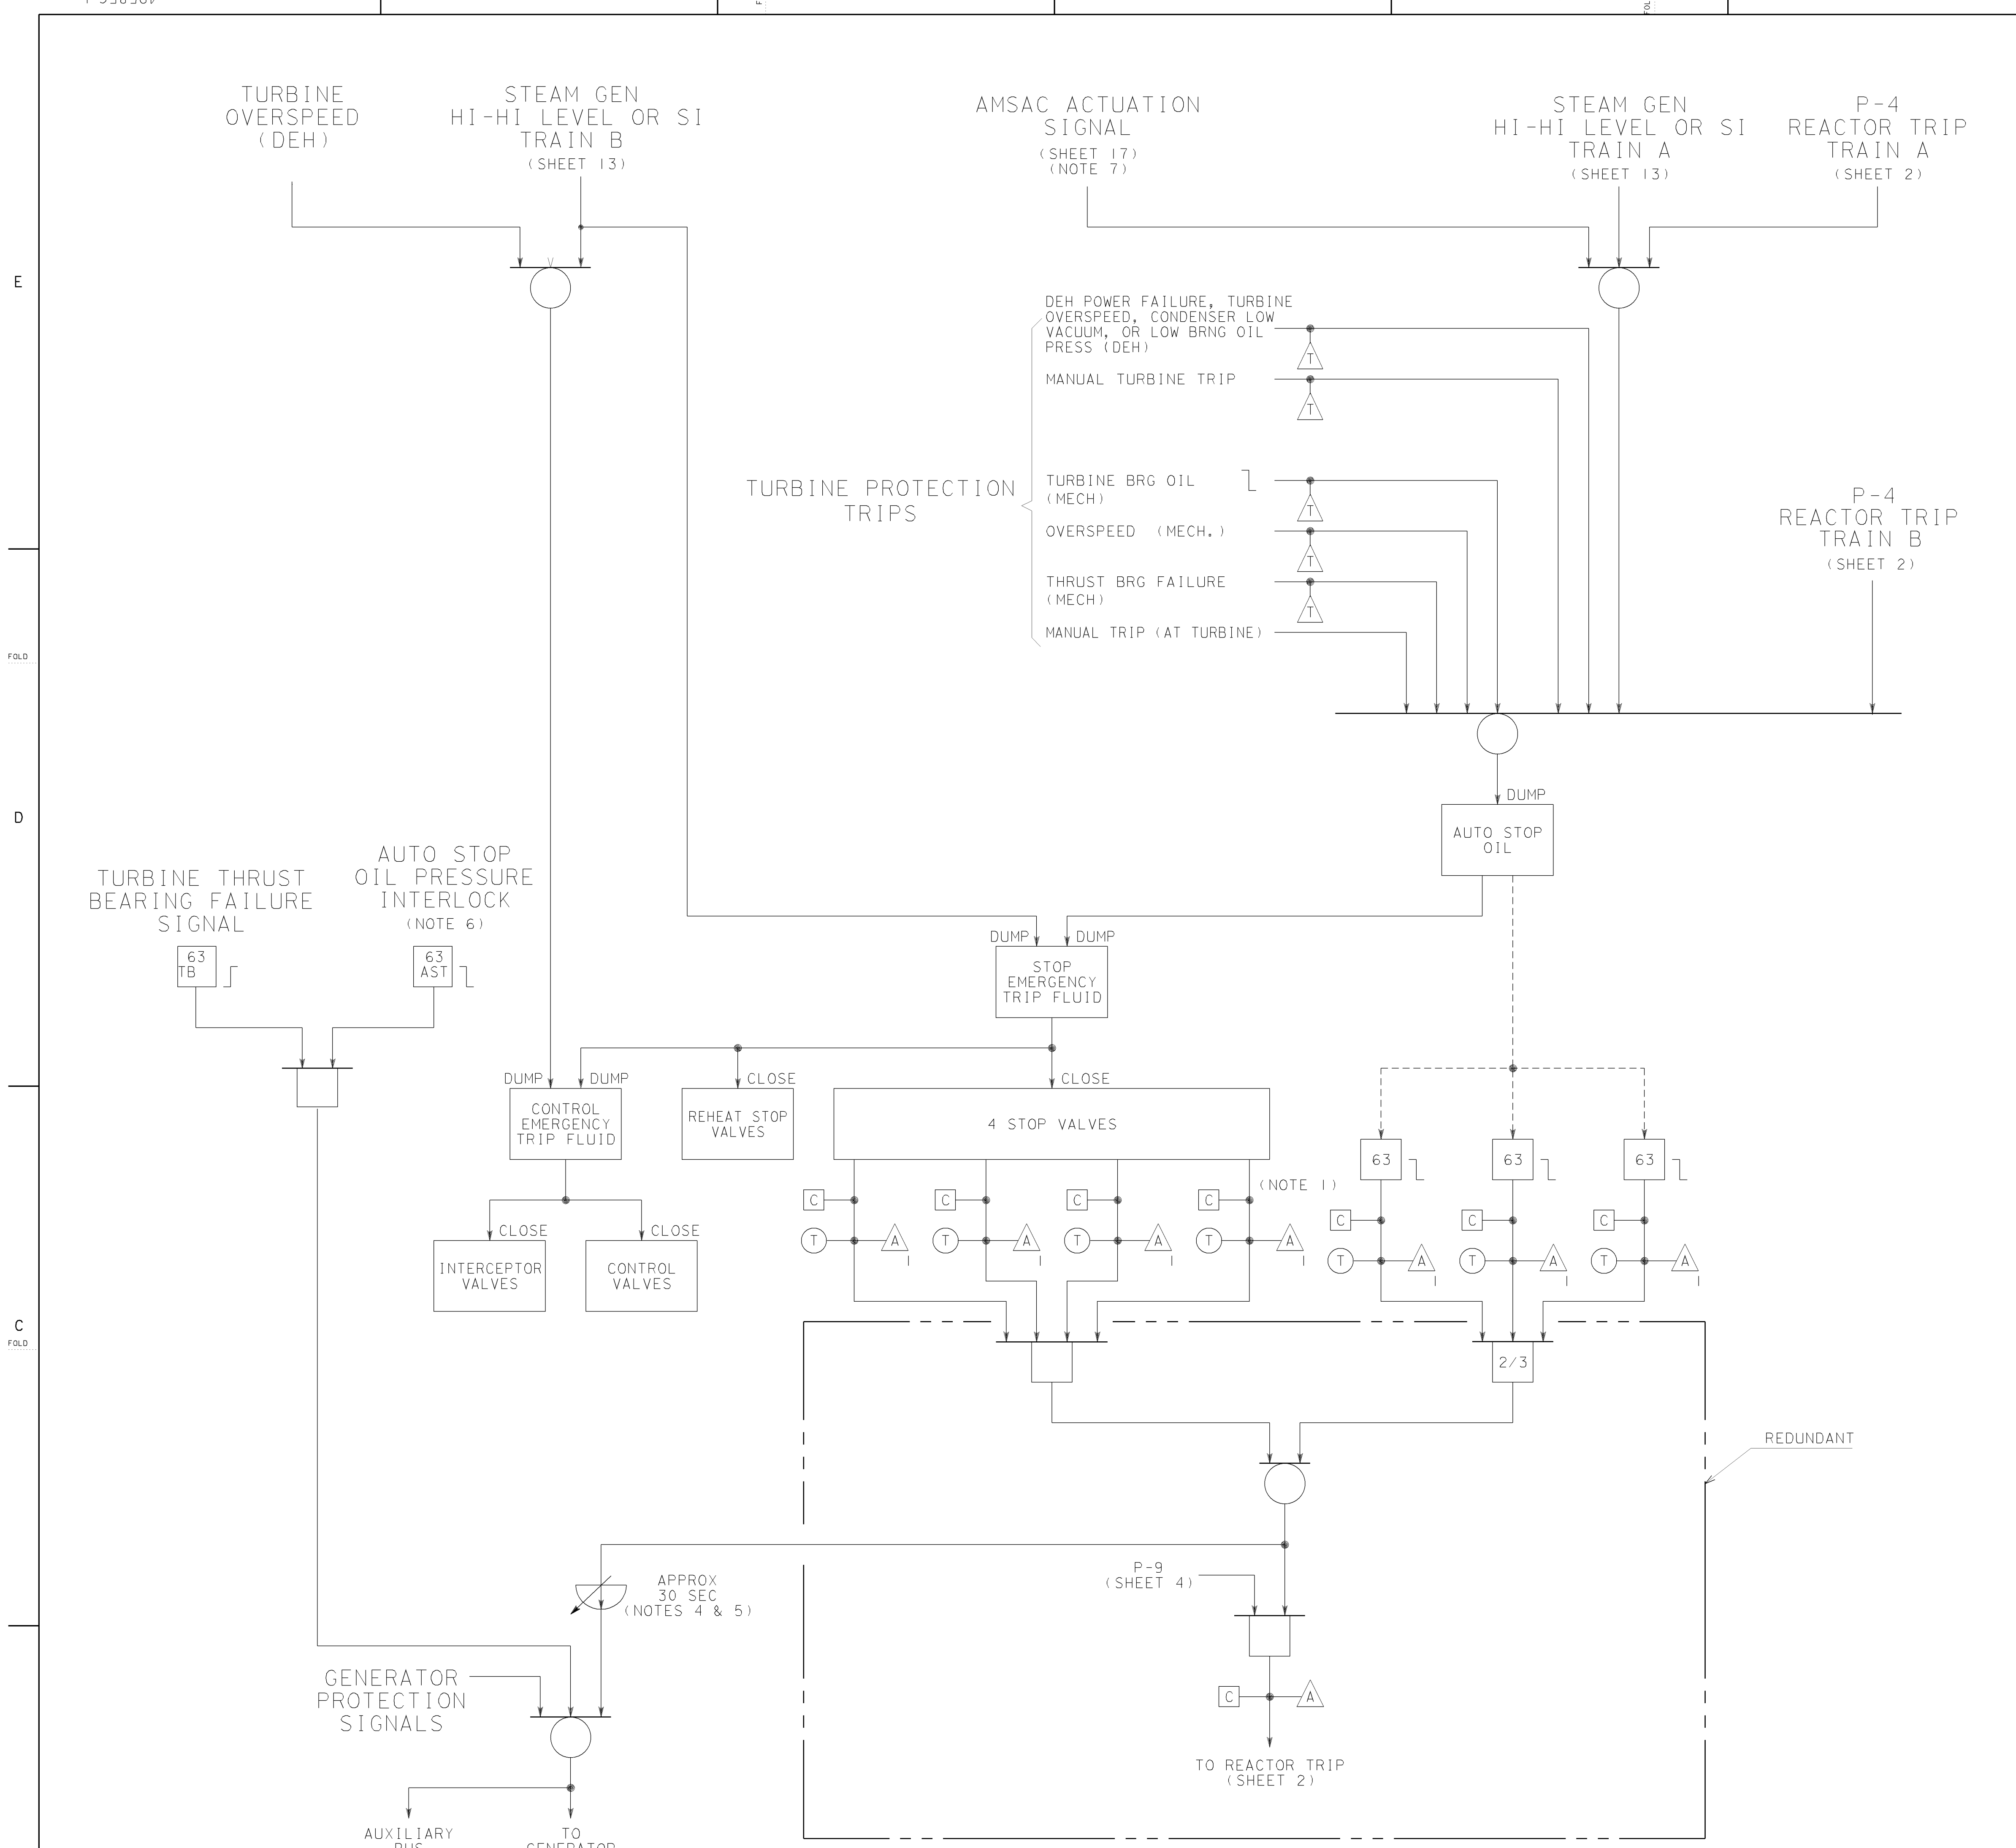 TURBINE
OVERSPEED
(DEH)
STEAM GEN
HI-HI LEVEL OR SI
TRAIN B
(SHEET 13)
AMSAC ACTUATION
SIGNAL
(SHEET 17)
(NOTE 7)
STEAM GEN
HI-HI LEVEL OR SI
TRAIN A
(SHEET 13)
P-4
REACTOR TRIP
TRAIN A
(SHEET 2)
E
V
DEH POWER FAILURE, TURBINE
OVERSPEED, CONDENSER LOW
VACUUM, OR LOW BRNG OIL
PRESS (DEH)
T
MANUAL TURBINE TRIP
T
TURBINE PROTECTION
TRIPS
TURBINE BRG OIL
(MECH)
T
OVERSPEED (MECH.)
T
THRUST BRG FAILURE
(MECH)
T
MANUAL TRIP (AT TURBINE)
P-4
REACTOR TRIP
TRAIN B
(SHEET 2)
FOLD
DUMP
AUTO STOP
OIL
D
TURBINE THRUST
BEARING FAILURE
SIGNAL
63
TB
AUTO STOP
OIL PRESSURE
INTERLOCK
(NOTE 6)
63
AST
DUMP DUMP
STOP
EMERGENCY
TRIP FLUID
DUMP DUMP
CONTROL
EMERGENCY
TRIP FLUID
CLOSE
REHEAT STOP
VALVES
CLOSE
4 STOP VALVES
63 63 63
(NOTE 1)
C C C C
T A 1 T A 1 T A 1 T A 1
C C C
T A 1 T A 1 T A 1
CLOSE CLOSE
INTERCEPTOR
VALVES
CONTROL
VALVES
C
FOLD
2/3
REDUNDANT
APPROX
30 SEC
(NOTES 4 & 5)
P-9
(SHEET 4)
GENERATOR
PROTECTION
SIGNALS
C A
TO REACTOR TRIP
(SHEET 2)
AUXILIARY
TO